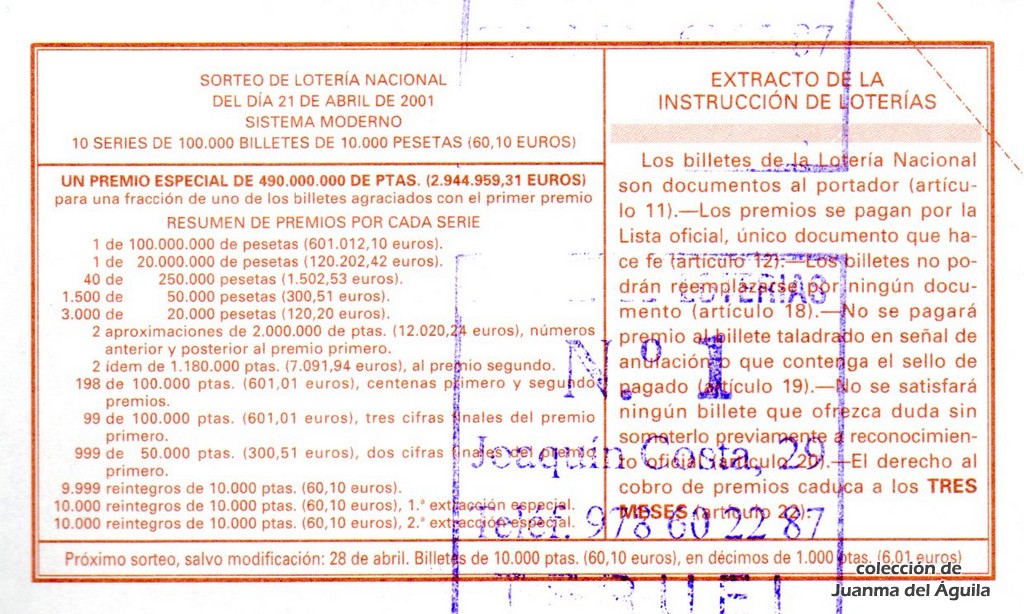 SORTEO DE LOTERÍA NACIONAL
DEL DÍA 21 DE ABRIL DE 2001
SISTEMA MODERNO
10 SERIES DE 100.000 BILLETES DE 10.000 PESETAS (60,10 EUROS)
UN PREMIO ESPECIAL DE 490.000.000 DE PTAS. (2.944.959,31 EUROS)
para una fracción de uno de los billetes agraciados con el primer premio
RESUMEN DE PREMIOS POR CADA SERIE
1 de 100.000.000 de pesetas (601.012,10 euros).
1 de 20.000.000 de pesetas (120.202,42 euros).
40 de 250.000 pesetas (1.502,53 euros).
1.500 de 50.000 pesetas (300,51 euros).
3.000 de 20.000 pesetas (120,20 euros).
2 aproximaciones de 2.000.000 de ptas. (12.020,24 euros), números
anterior y posterior al premio primero.
2 ídem de 1.180.000 ptas. (7.091,94 euros), al premio segundo.
198 de 100.000 ptas. (601,01 euros), centenas primero y segundo
premios.
99 de 100.000 ptas. (601,01 euros), tres cifras finales del premio
primero.
999 de 50.000 ptas. (300,51 euros), dos cifras finales del premio
primero.
9.999 reintegros de 10.000 ptas. (60,10 euros).
10.000 reintegros de 10.000 ptas. (60,10 euros), 1.ª extracción especial.
10.000 reintegros de 10.000 ptas. (60,10 euros), 2.ª extracción especial.
EXTRACTO DE LA
INSTRUCCIÓN DE LOTERÍAS
Los billetes de la Lotería Nacional
son documentos al portador (artícu-
lo 11).—Los premios se pagan por la
Lista oficial, único documento que ha-
ce fe (artículo 12).—Los billetes no po-
drán reemplazarse por ningún docu-
mento (artículo 18).—No se pagará
premio al billete taladrado en señal de
anulación o que contenga el sello de
pagado (artículo 19).—No se satisfará
ningún billete que ofrezca duda sin
someterlo previamente a reconocimien-
to oficial (artículo 20).—El derecho al
cobro de premios caduca a los TRES
MESES (artículo 22).
Próximo sorteo, salvo modificación: 28 de abril. Billetes de 10.000 ptas. (60,10 euros), en décimos de 1.000 ptas. (6,01 euros)
87
LOTERIAS
N.º 1
Joaquín Costa, 29
Teléf. 978 60 22 87
TERUEL
colección de
Juanma del Águila